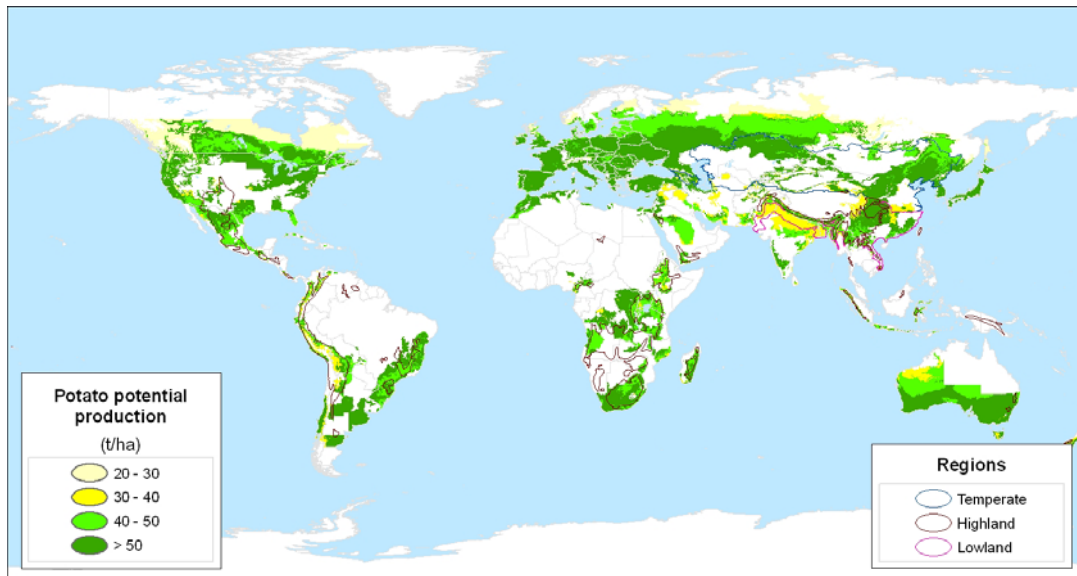 Potato potential
production
(t/ha)
20 - 30
30 - 40
40 - 50
> 50
Regions
Temperate
Highland
Lowland